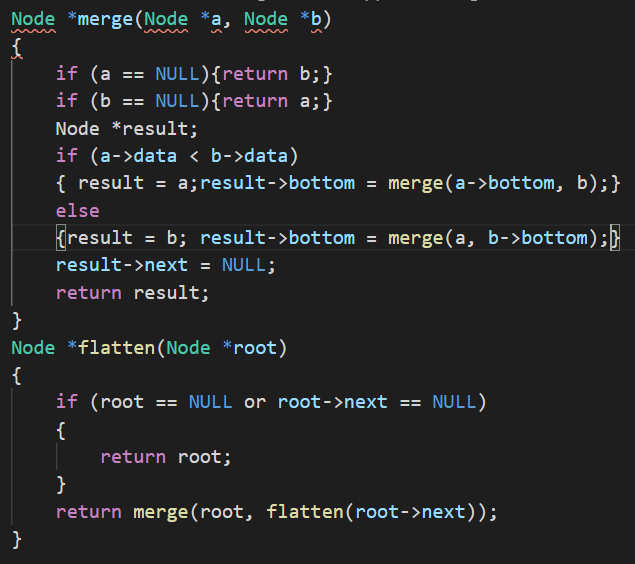 Node *merge(Node *a, Node *b)
{
    if (a == NULL){return b;}
    if (b == NULL){return a;}
    Node *result;
    if (a->data < b->data)
    { result = a;result->bottom = merge(a->bottom, b);}
    else
    {result = b; result->bottom = merge(a, b->bottom);}
    result->next = NULL;
    return result;
}
Node *flatten(Node *root)
{
    if (root == NULL or root->next == NULL)
    {
        return root;
    }
    return merge(root, flatten(root->next));
}